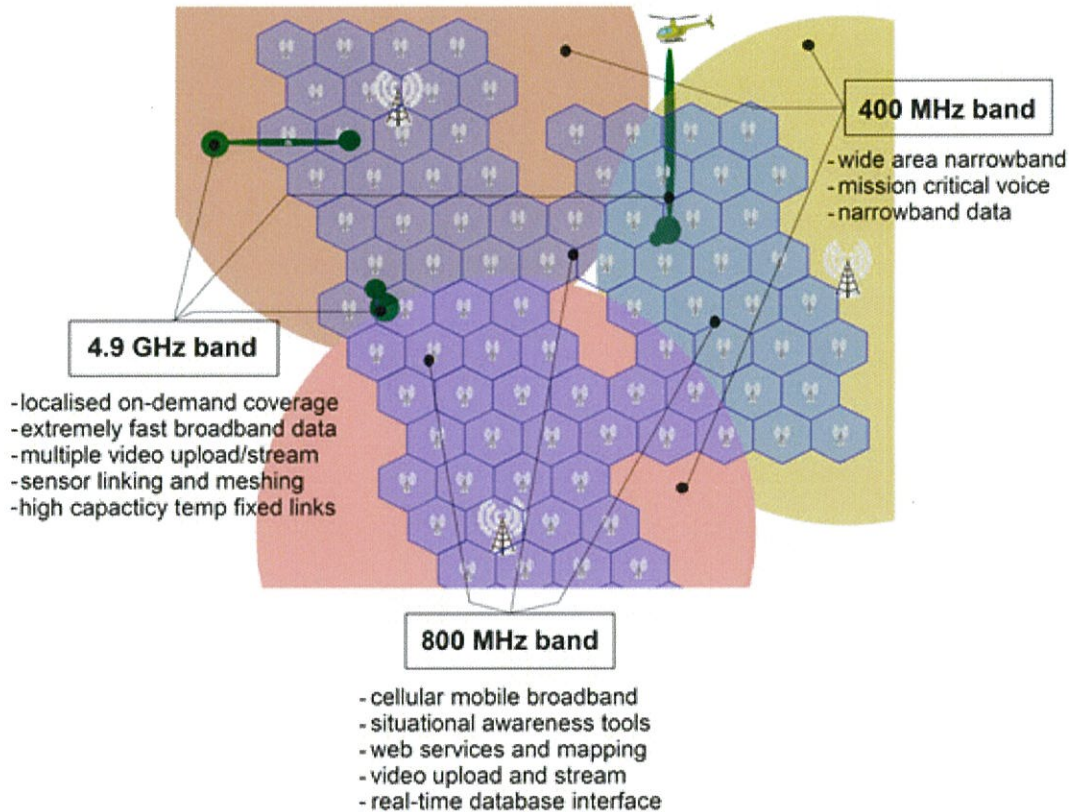 400 MHz band
-wide area narrowband
-mission critical voice
-narrowband data
4.9 GHz band
-localised on-demand coverage
-extremely fast broadband data
-multiple video upload/stream
-sensor linking and meshing
-high capacticy temp fixed links
800 MHz band
-cellular mobile broadband
-situational awareness tools
-web services and mapping
-video upload and stream
-real-time database interface